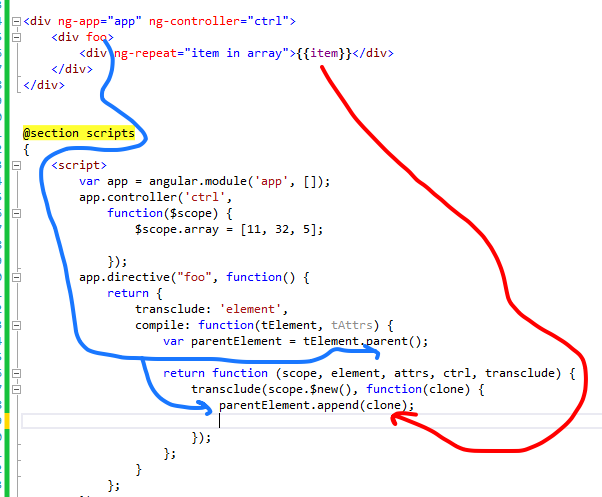 <div ng-app="app" ng-controller="ctrl">
<div foo>
<div ng-repeat="item in array">{{item}}</div>
</div>
</div>
@section scripts
{
<script>
var app = angular.module('app', []);
app.controller('ctrl',
function($scope) {
$scope.array = [11, 32, 5];
});
app.directive("foo", function() {
return {
transclude: 'element',
compile: function(tElement, tAttrs) {
var parentElement = tElement.parent();
return function (scope, element, attrs, ctrl, transclude) {
transclude(scope.$new(), function(clone) {
parentElement.append(clone);
});
};
}
};